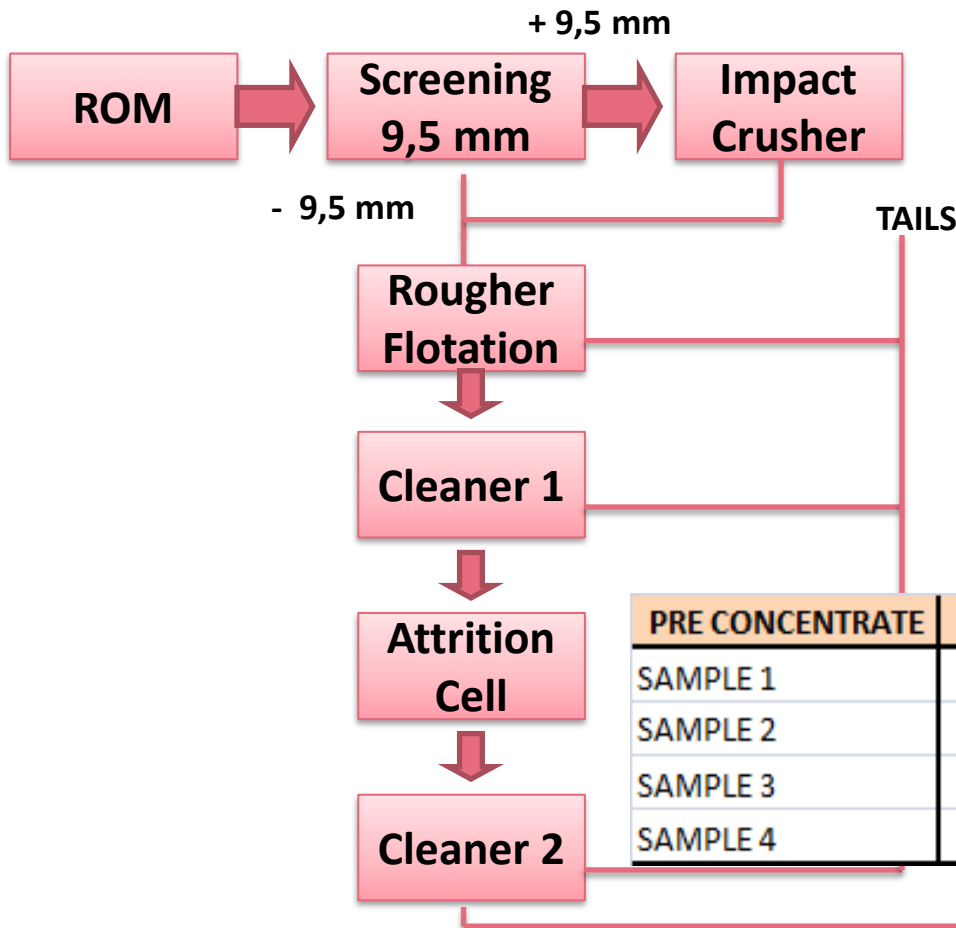 + 9,5 mm
ROM
Screening
9,5 mm
Impact
Crusher
- 9,5 mm
TAILS
Rougher
Flotation
Cleaner 1
Attrition
Cell
Cleaner 2
PRE CONCENTRATE
SAMPLE 1
SAMPLE 2
SAMPLE 3
SAMPLE 4